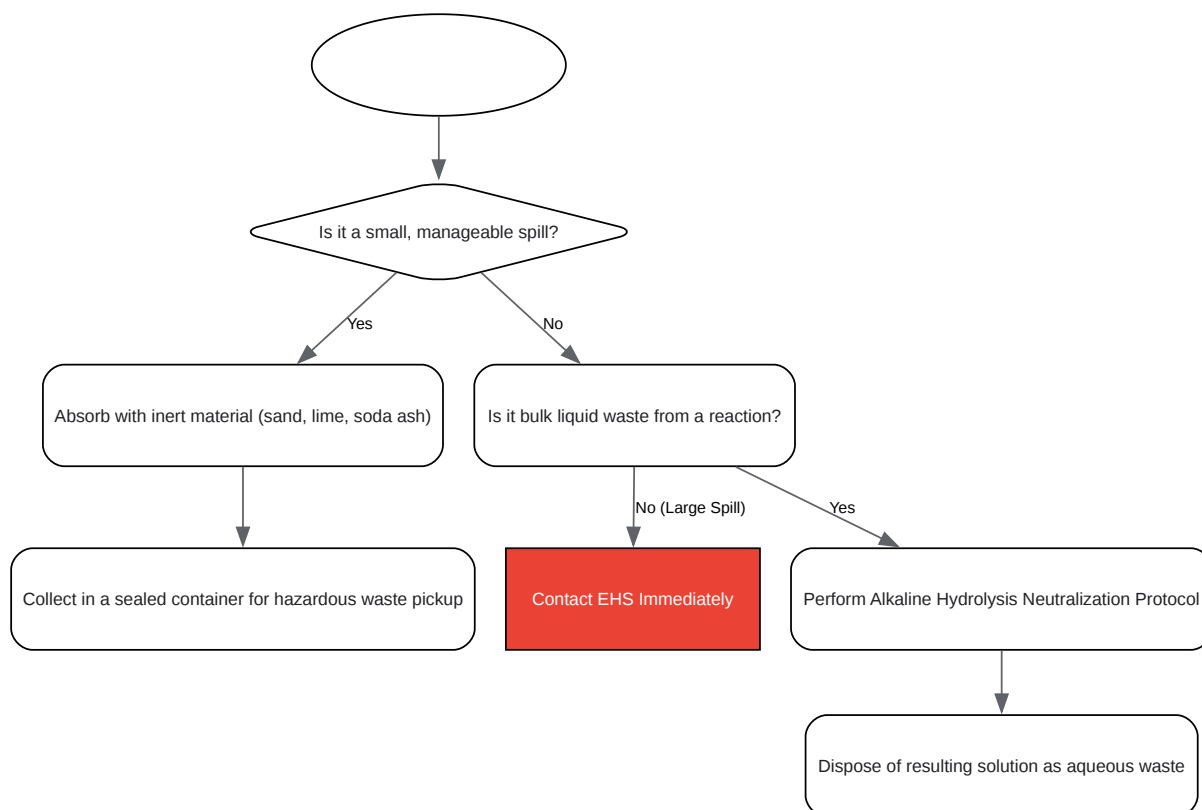 Is it a small, manageable spill?
Yes
No
Absorb with inert material (sand, lime, soda ash)
Is it bulk liquid waste from a reaction?
No (Large Spill)
Yes
Collect in a sealed container for hazardous waste pickup
Contact EHS Immediately
Perform Alkaline Hydrolysis Neutralization Protocol
Dispose of resulting solution as aqueous waste